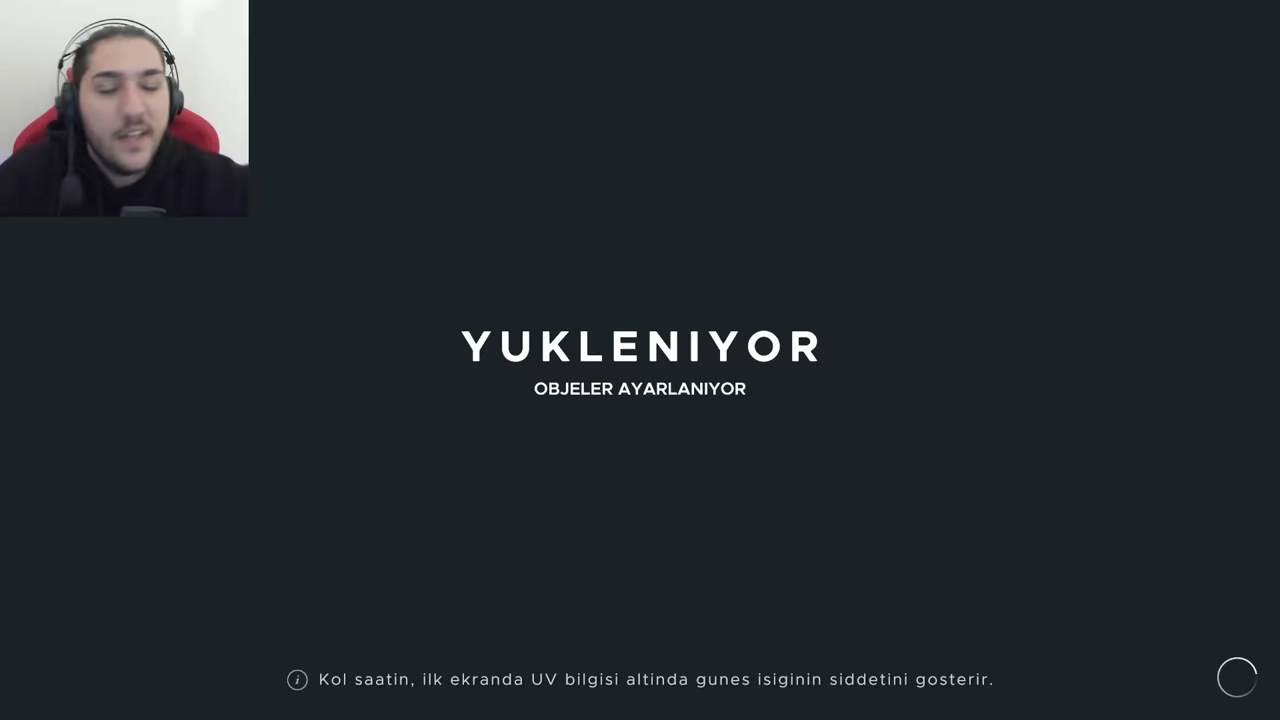 YUKLENIYOR
OBJELER AYARLANIYOR
Kol saatin, ilk ekranda UV bilgisi altinda gunes isiginin siddetini gosterir.